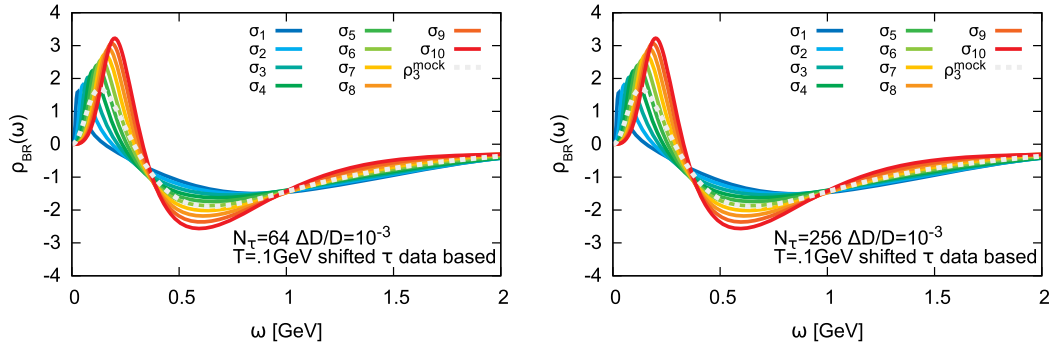 4
3
2
1
0
-1
-2
-3
-4
ρBR(ω)
σ1 σ5 σ9
σ2 σ6 σ10
σ3 σ7 ρ3mock
σ4 σ8
Nτ=64 ΔD/D=10-3
T=.1GeV shifted τ data based
0 0.5 1 1.5 2
ω [GeV]
4
3
2
1
0
-1
-2
-3
-4
ρBR(ω)
σ1 σ5 σ9
σ2 σ6 σ10
σ3 σ7 ρ3mock
σ4 σ8
Nτ=256 ΔD/D=10-3
T=.1GeV shifted τ data based
0 0.5 1 1.5 2
ω [GeV]